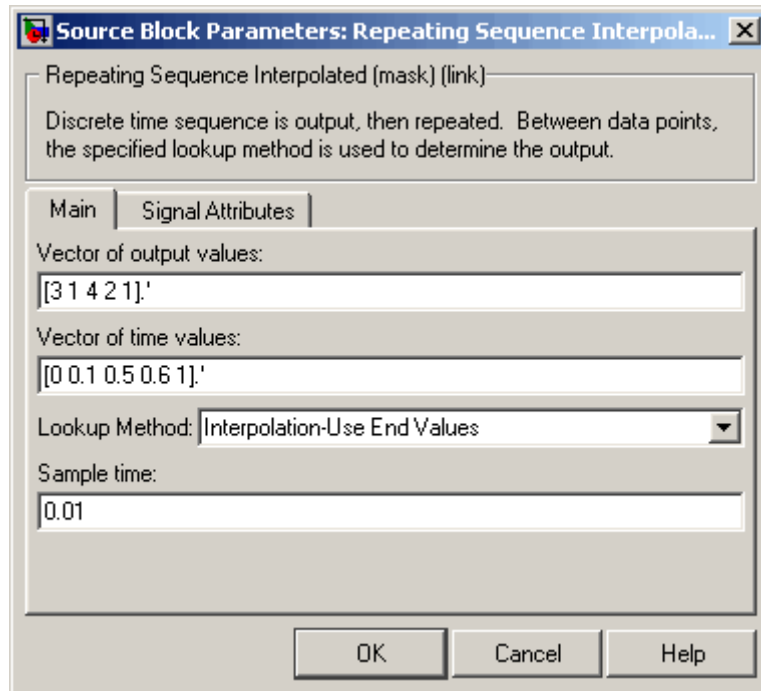 Source Block Parameters: Repeating Sequence Interpola...
Repeating Sequence Interpolated (mask) (link)
Discrete time sequence is output, then repeated. Between data points,
the specified lookup method is used to determine the output.
Main
Signal Attributes
Vector of output values:
[3 1 4 2 1].'
Vector of time values:
[0 0.1 0.5 0.6 1].'
Lookup Method: Interpolation-Use End Values
Sample time:
0.01
OK Cancel Help